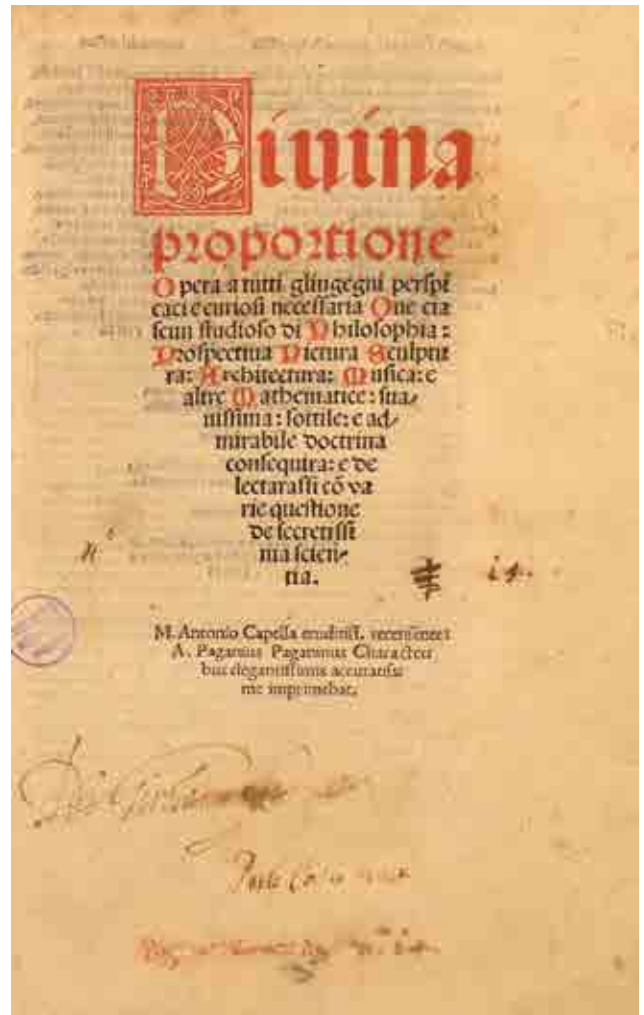 Diuina
proportione
Opera a tutti glingegni perspi
caci e curiosi necessaria Oue cia
scun studioso di Philosophia:
Prospectiua Pictura Sculptu
ra: Architectura: Musica: e
altre Mathematice: sua-
uissima: sottile: e ad-
mirabile doctrina
consequira: e de
lectarassi cō va
rie questione
de secretissi
ma scien-
tia.
M. Antonio Capella eruditiss. recensente:
A. Paganius Paganinus Characteri
bus elegantissimis accuratissi
me imprimebat.